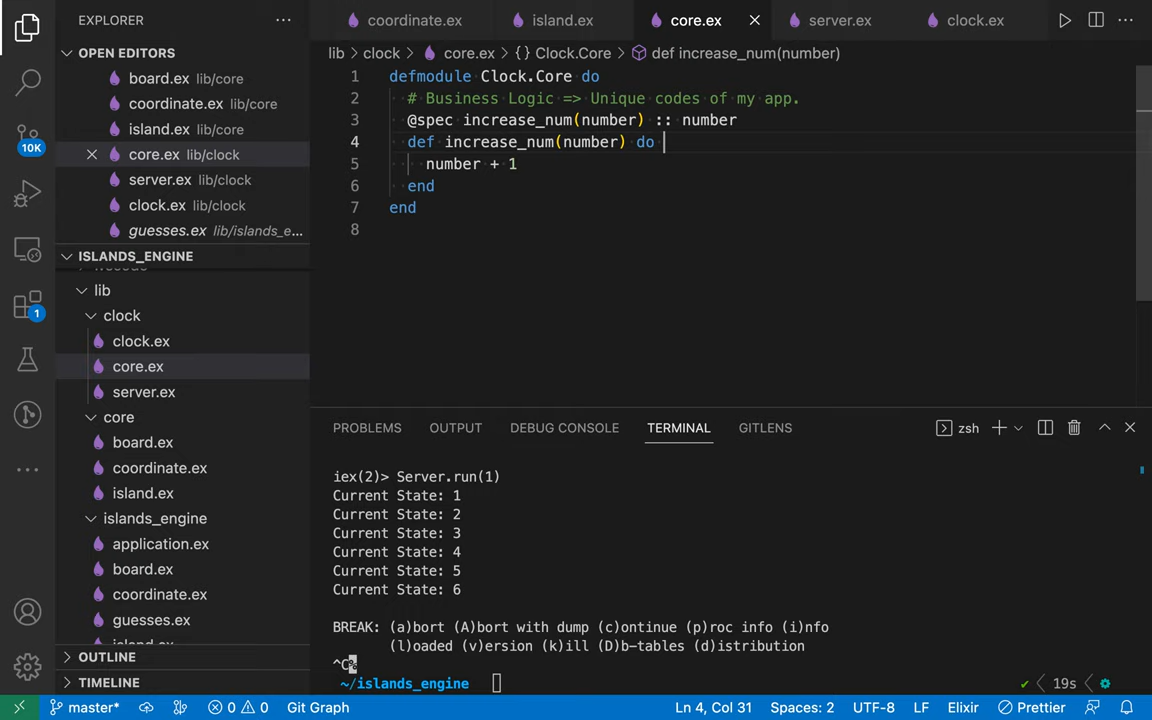 EXPLORER
OPEN EDITORS
board.ex lib/core
coordinate.ex lib/core
island.ex lib/core
core.ex lib/clock
server.ex lib/clock
clock.ex lib/clock
guesses.ex lib/islands_e...
ISLANDS_ENGINE
lib
clock
clock.ex
core.ex
server.ex
core
board.ex
coordinate.ex
island.ex
islands_engine
application.ex
board.ex
coordinate.ex
guesses.ex
island.ex
OUTLINE
TIMELINE
10K
1
coordinate.ex island.ex core.ex server.ex clock.ex
lib clock core.ex {} Clock.Core def increase_num(number)
1 defmodule Clock.Core do
2 # Business Logic => Unique codes of my app.
3 @spec increase_num(number) :: number
4 def increase_num(number) do
5 number + 1
6 end
7 end
8
PROBLEMS OUTPUT DEBUG CONSOLE TERMINAL GITLENS zsh
iex(2)> Server.run(1)
Current State: 1
Current State: 2
Current State: 3
Current State: 4
Current State: 5
Current State: 6
BREAK: (a)bort (A)bort with dump (c)ontinue (p)roc info (i)nfo
(l)oaded (v)ersion (k)ill (D)b-tables (d)istribution
^C%
~/islands_engine 19s
master* 0 0 Git Graph Ln 4, Col 31 Spaces: 2 UTF-8 LF Elixir Prettier